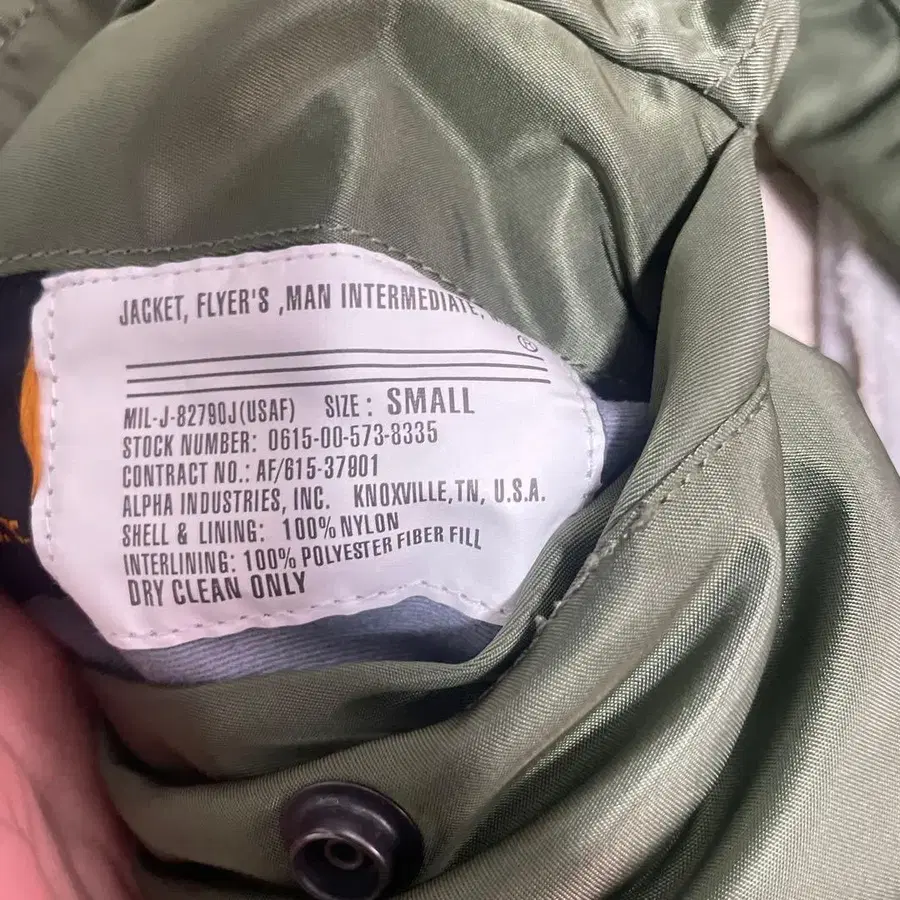 JACKET, FLYER'S ,MAN INTERMEDIATE,
®
MIL-J-82790J(USAF) SIZE: SMALL
STOCK NUMBER: 0615-00-573-8335
CONTRACT NO.: AF/615-37801
ALPHA INDUSTRIES, INC. KNOXVILLE,TN, U.S.A.
SHELL & LINING: 100%NYLON
INTERLINING: 100% POLYESTER FIBER FILL
DRY CLEAN ONLY